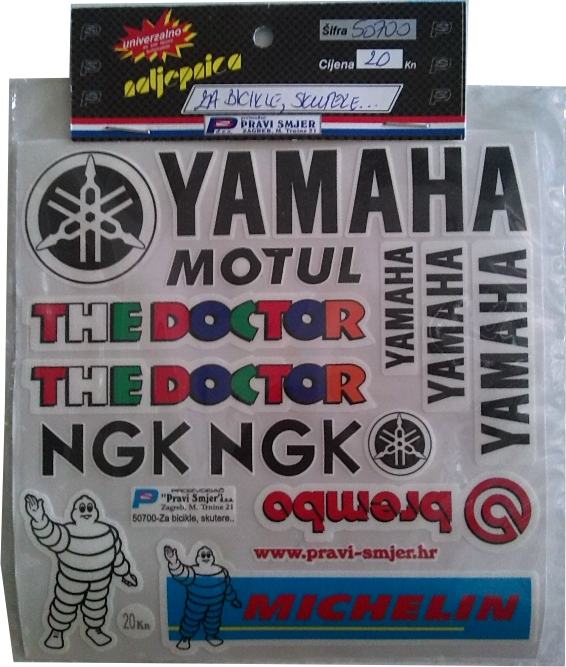 univerzalno
naljepnica
Šifra 50700
Cijena 20 Kn
ZA BICIKLE, SKUTERE...
proizvođač
P d.o.o. PRAVI SMJER
ZAGREB, M. Trnine 21
YAMAHA
MOTUL
YAMAHA
YAMAHA
YAMAHA
THE DOCTOR
THE DOCTOR
NGK NGK
PROIZVOĐAČ
P "Pravi Smjer" d.o.o.
Zagreb, M. Trnine 21
50700-Za bicikle, skutere..
brembo
www.pravi-smjer.hr
20 Kn
MICHELIN